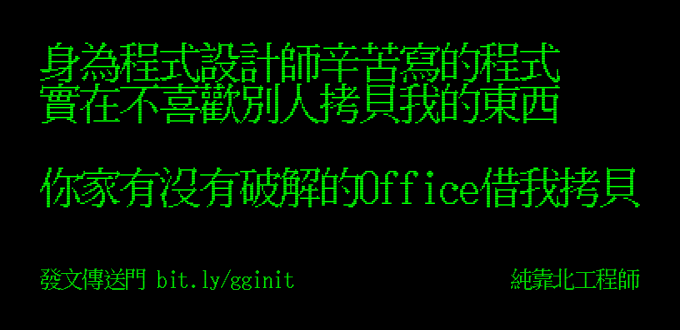 身為程式設計師辛苦寫的程式
實在不喜歡別人拷貝我的東西
你家有沒有破解的Office借我拷貝
發文傳送門 bit.ly/gginit
純靠北工程師